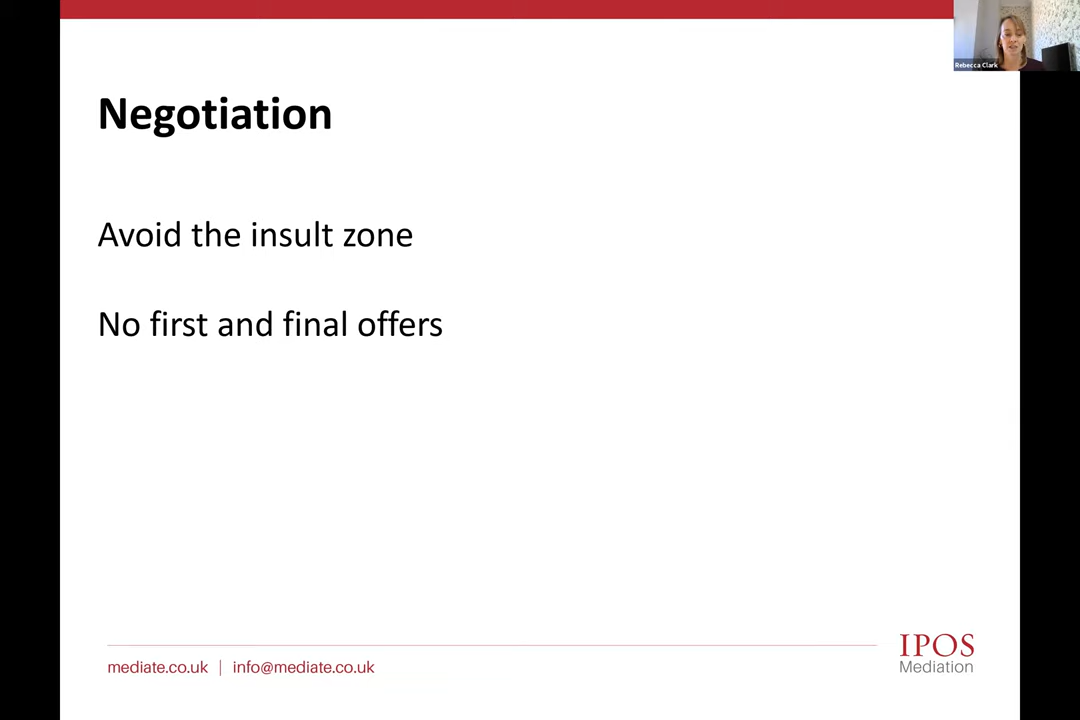 Rebecca Clark
Negotiation
Avoid the insult zone
No first and final offers
mediate.co.uk | info@mediate.co.uk
IPOS
Mediation